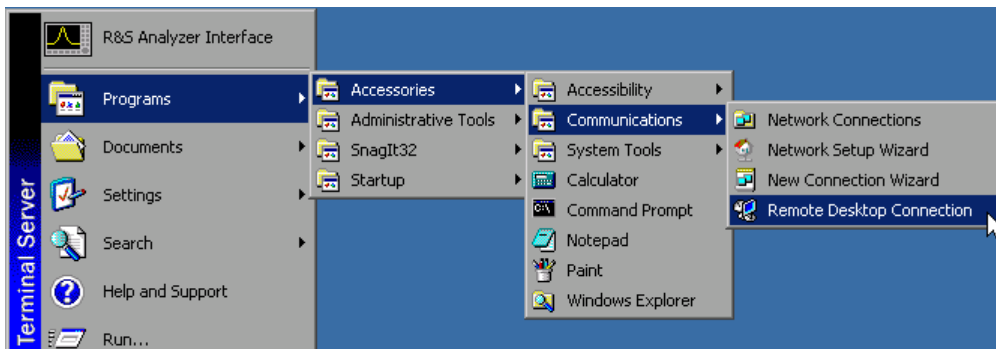 R&S Analyzer Interface
Programs
Documents
Settings
Search
Help and Support
Run...
Terminal Server
Accessories
Administrative Tools
SnagIt32
Startup
Accessibility
Communications
System Tools
Calculator
Command Prompt
Notepad
Paint
Windows Explorer
Network Connections
Network Setup Wizard
New Connection Wizard
Remote Desktop Connection